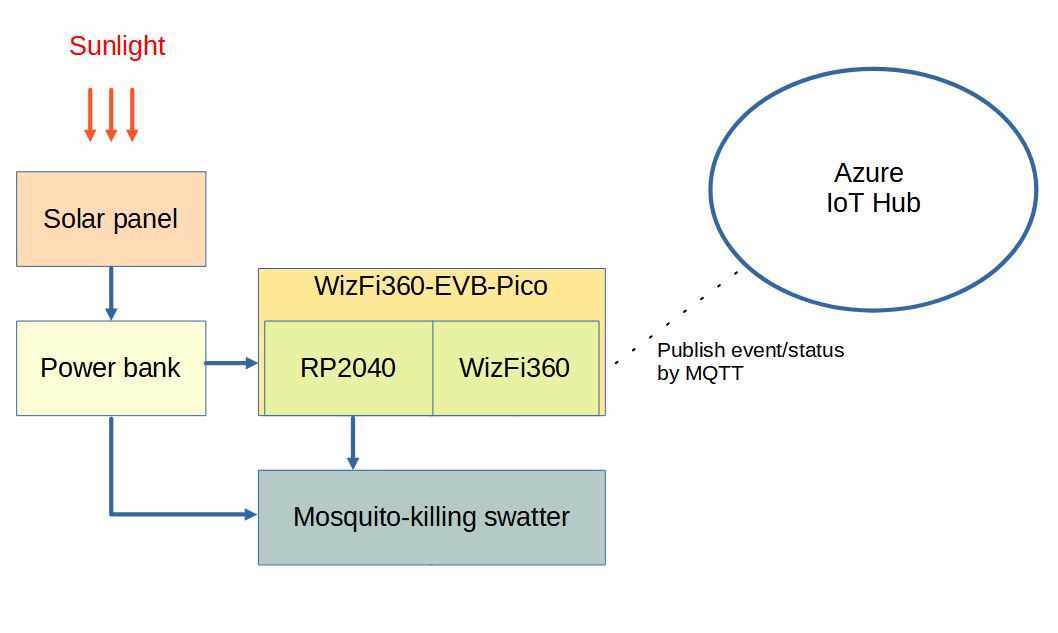 Sunlight
Solar panel
Power bank
WizFi360-EVB-Pico
RP2040
WizFi360
Mosquito-killing swatter
Azure
IoT Hub
Publish event/status
by MQTT